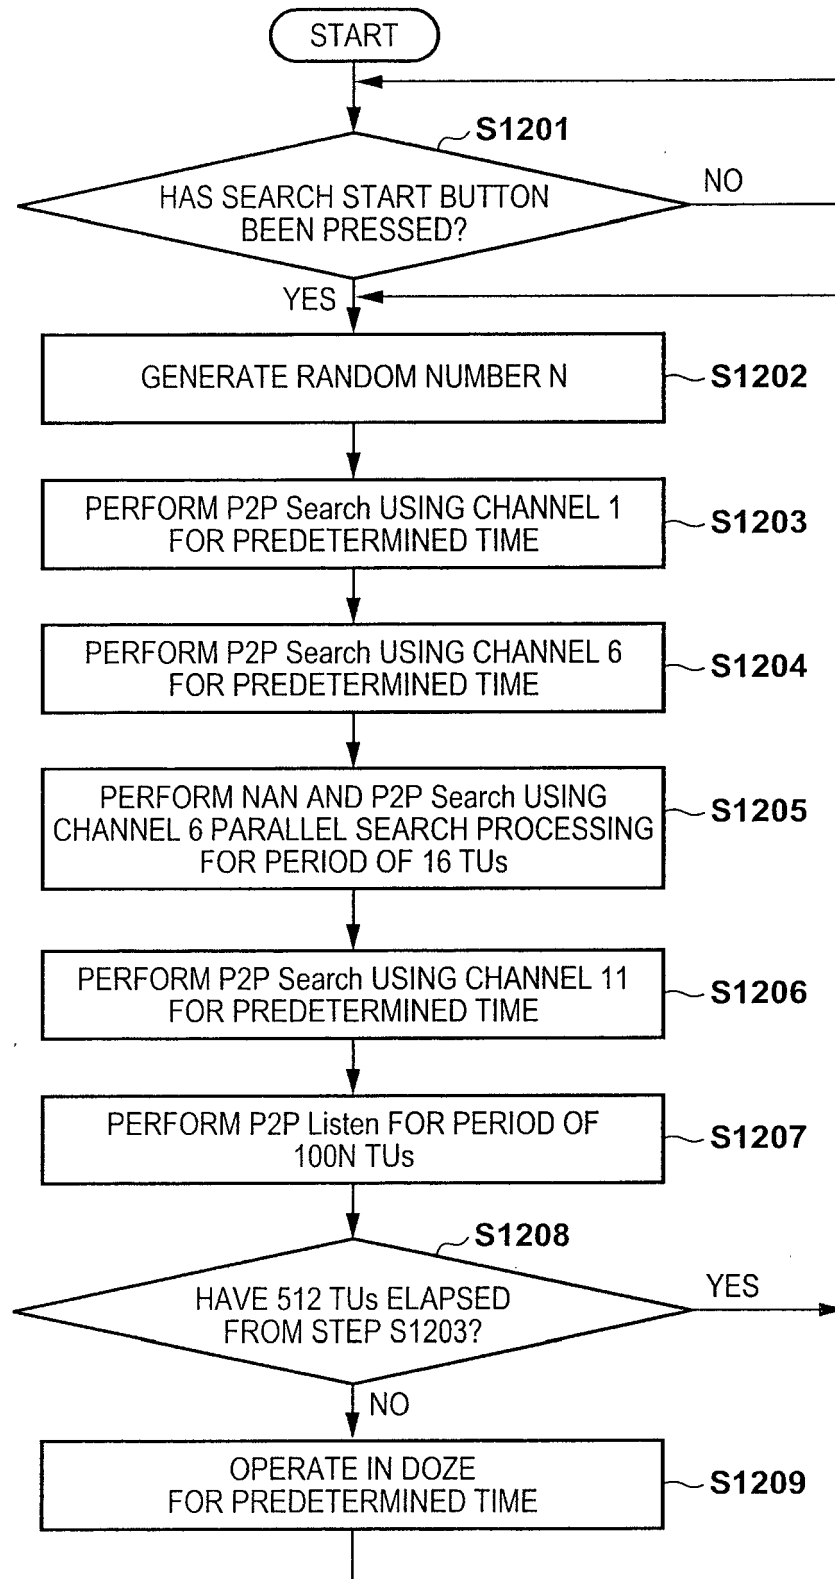 START
S1201
HAS SEARCH START BUTTON
BEEN PRESSED?
NO
YES
GENERATE RANDOM NUMBER N
S1202
PERFORM P2P Search USING CHANNEL 1
FOR PREDETERMINED TIME
S1203
PERFORM P2P Search USING CHANNEL 6
FOR PREDETERMINED TIME
S1204
PERFORM NAN AND P2P Search USING
CHANNEL 6 PARALLEL SEARCH PROCESSING
FOR PERIOD OF 16 TUs
S1205
PERFORM P2P Search USING CHANNEL 11
FOR PREDETERMINED TIME
S1206
PERFORM P2P Listen FOR PERIOD OF
100N TUs
S1207
S1208
HAVE 512 TUs ELAPSED
FROM STEP S1203?
YES
NO
OPERATE IN DOZE
FOR PREDETERMINED TIME
S1209